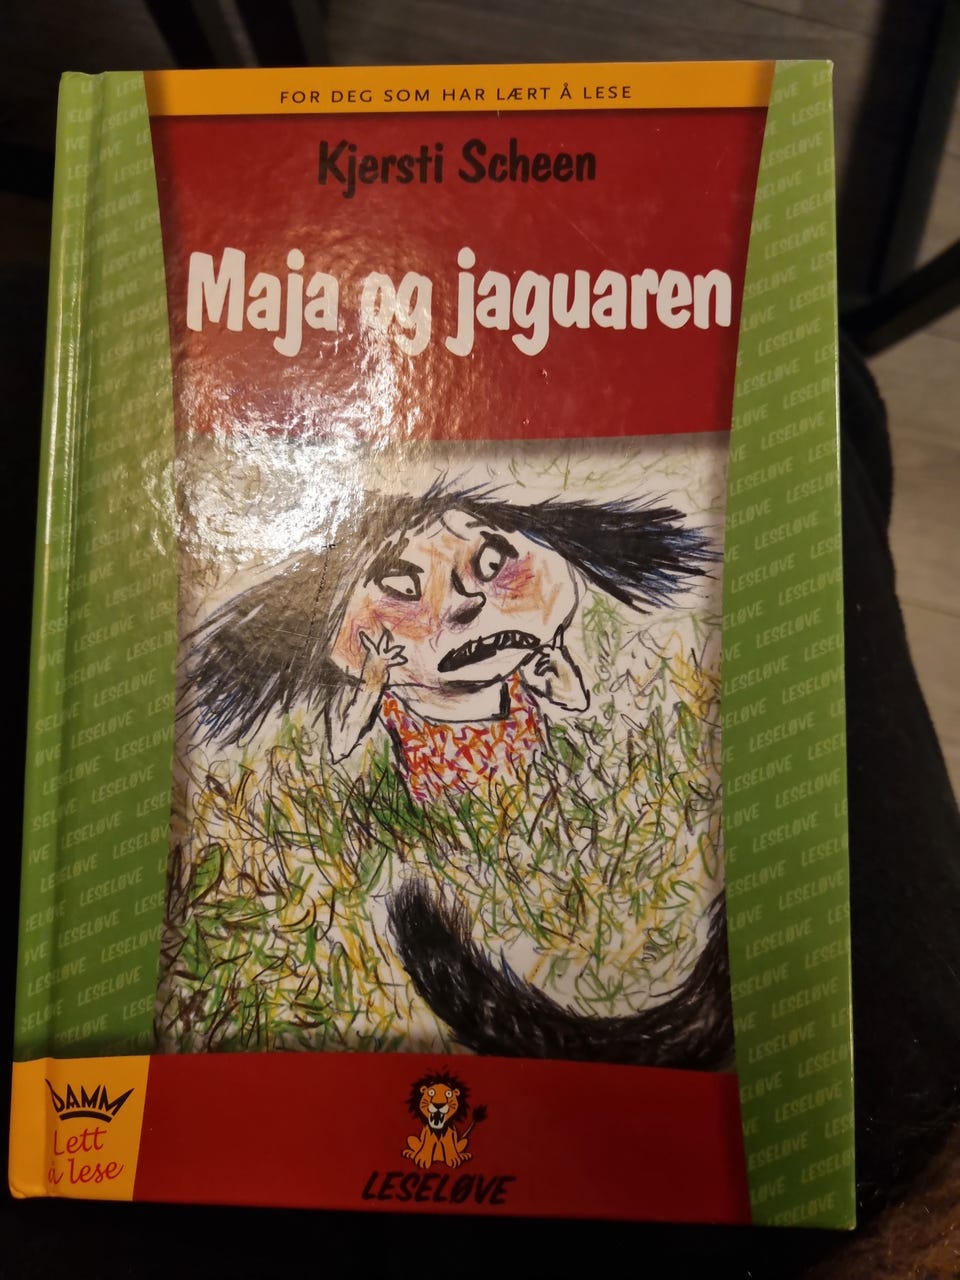 FOR DEG SOM HAR LÆRT Å LESE
Kjersti Scheen
Maja og jaguaren
DAMM
Lett
å lese
LESELØVE